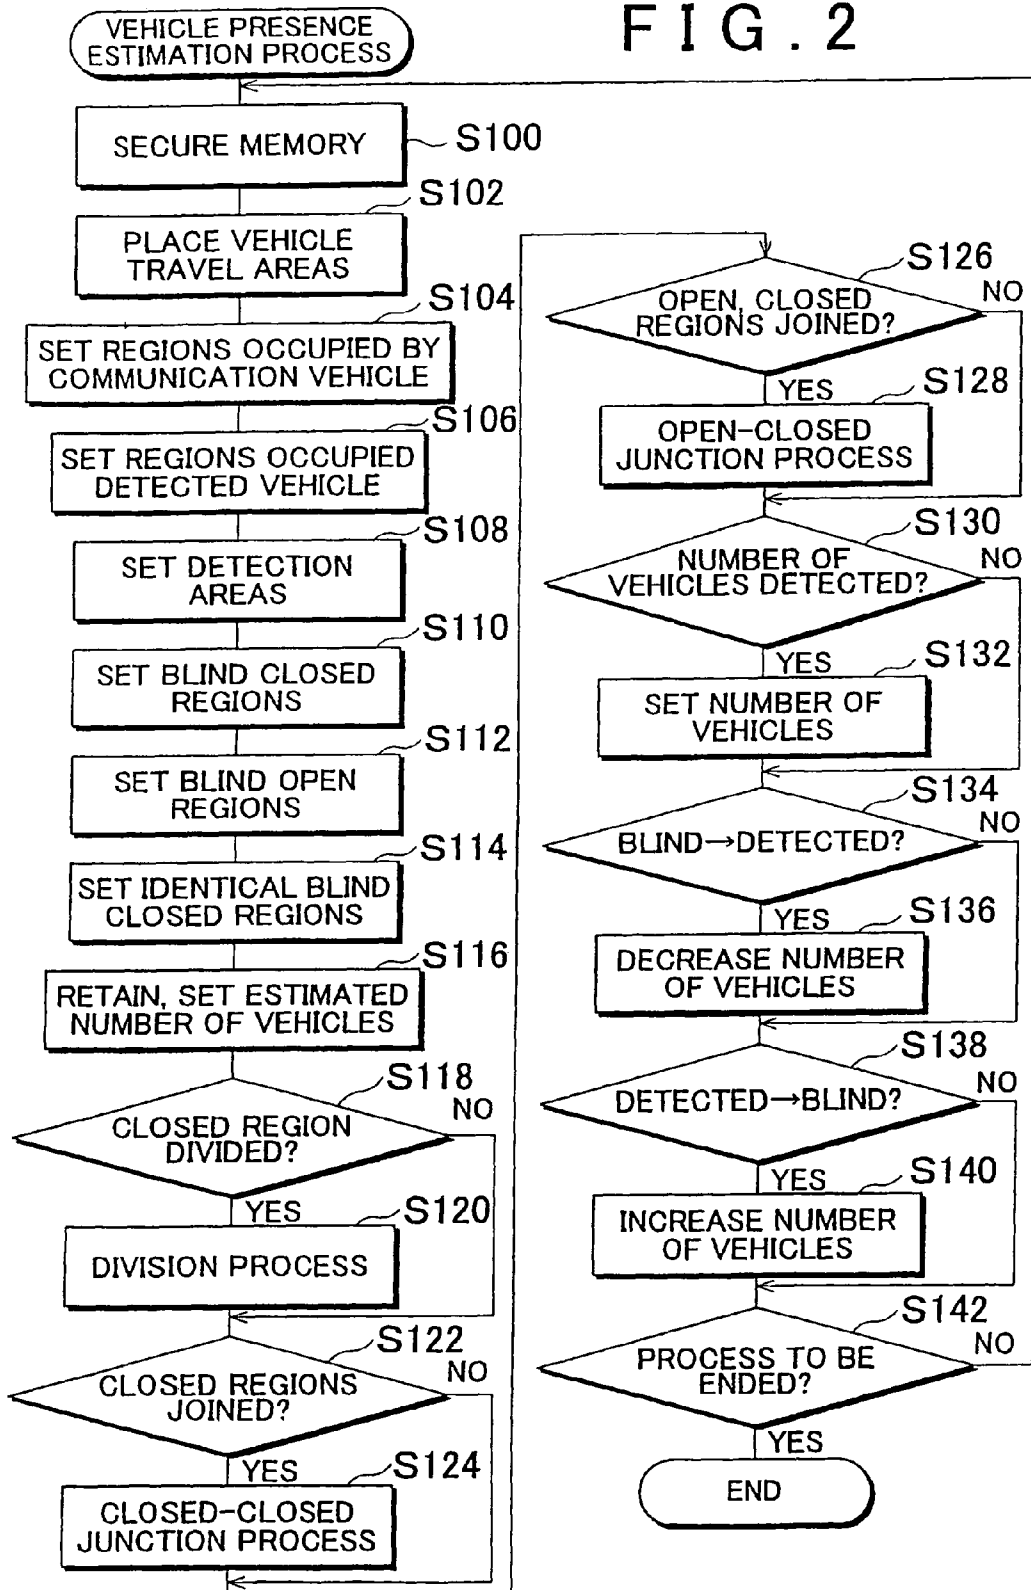 FIG.2
VEHICLE PRESENCE
ESTIMATION PROCESS
SECURE MEMORY
S100
S102
PLACE VEHICLE
TRAVEL AREAS
S104
SET REGIONS OCCUPIED BY
COMMUNICATION VEHICLE
S106
SET REGIONS OCCUPIED
DETECTED VEHICLE
S108
SET DETECTION
AREAS
S110
SET BLIND CLOSED
REGIONS
S112
SET BLIND OPEN
REGIONS
S114
SET IDENTICAL BLIND
CLOSED REGIONS
S116
RETAIN, SET ESTIMATED
NUMBER OF VEHICLES
S118
NO
CLOSED REGION
DIVIDED?
YES
S120
DIVISION PROCESS
S122
NO
CLOSED REGIONS
JOINED?
YES
S124
CLOSED-CLOSED
JUNCTION PROCESS
S126
NO
OPEN, CLOSED
REGIONS JOINED?
YES
S128
OPEN-CLOSED
JUNCTION PROCESS
S130
NO
NUMBER OF
VEHICLES DETECTED?
YES
S132
SET NUMBER OF
VEHICLES
S134
NO
BLIND→DETECTED?
YES
S136
DECREASE NUMBER
OF VEHICLES
S138
NO
DETECTED→BLIND?
YES
S140
INCREASE NUMBER
OF VEHICLES
S142
NO
PROCESS TO BE
ENDED?
YES
END